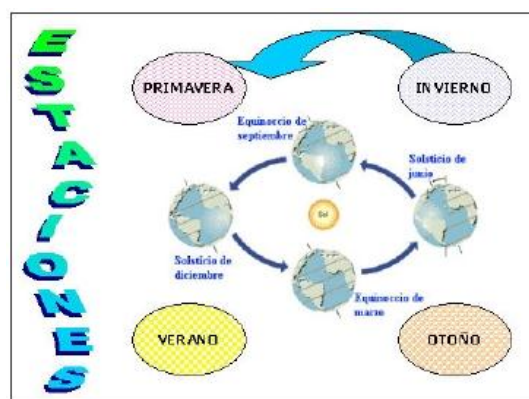 ESTACIONES
PRIMAVERA
INVIERNO
Equinoccio de
septiembre
Solsticio de
junio
Sol
Solsticio de
diciembre
Equinoccio de
marzo
VERANO
OTOÑO